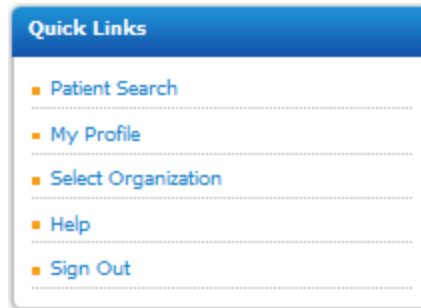 Quick Links
Patient Search
My Profile
Select Organization
Help
Sign Out